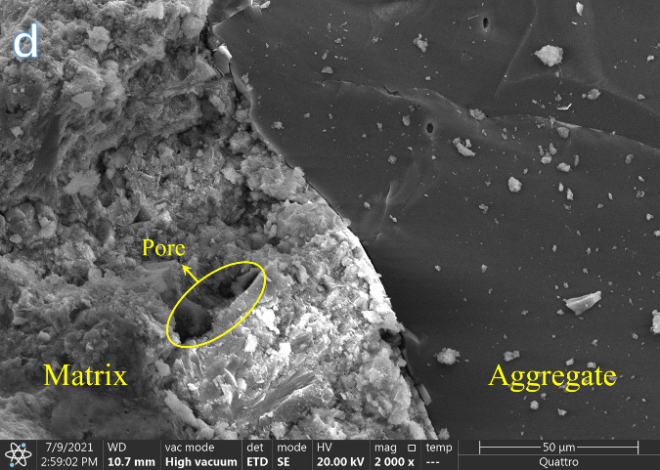 d
Pore
Matrix
Aggregate
7/9/2021 WD vac mode det mode HV mag temp 50 µm
2:59:02 PM 10.7 mm High vacuum ETD SE 20.00 kV 2 000 x --- Quattro